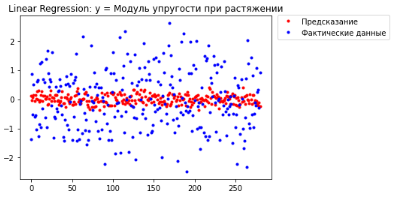 Linear Regression: y = Модуль упругости при растяжении
Предсказание
Фактические данные
2
1
0
−1
−2
0 50 100 150 200 250